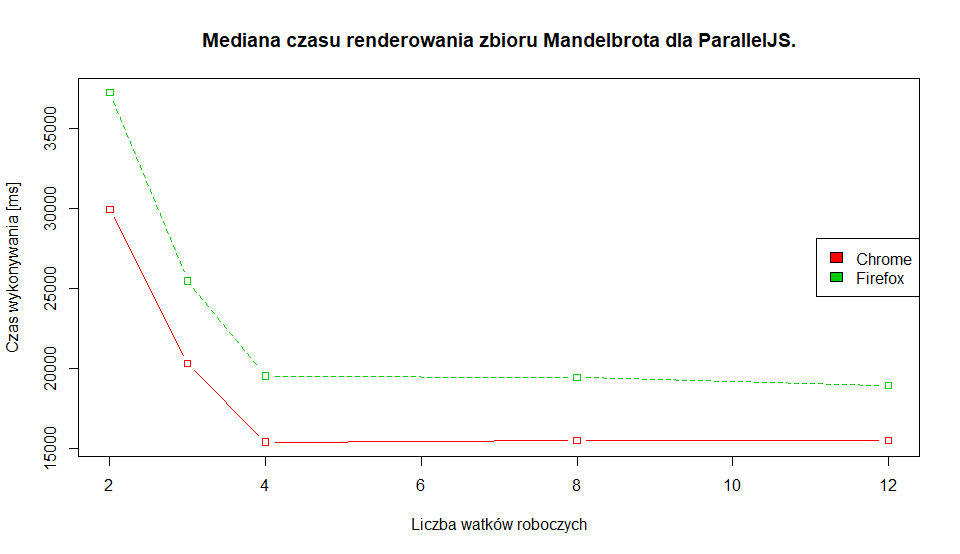 Mediana czasu renderowania zbioru Mandelbrota dla ParallelJS.
Czas wykonywania [ms]
35000
30000
25000
20000
15000
Chrome
Firefox
2 4 6 8 10 12
Liczba watków roboczych